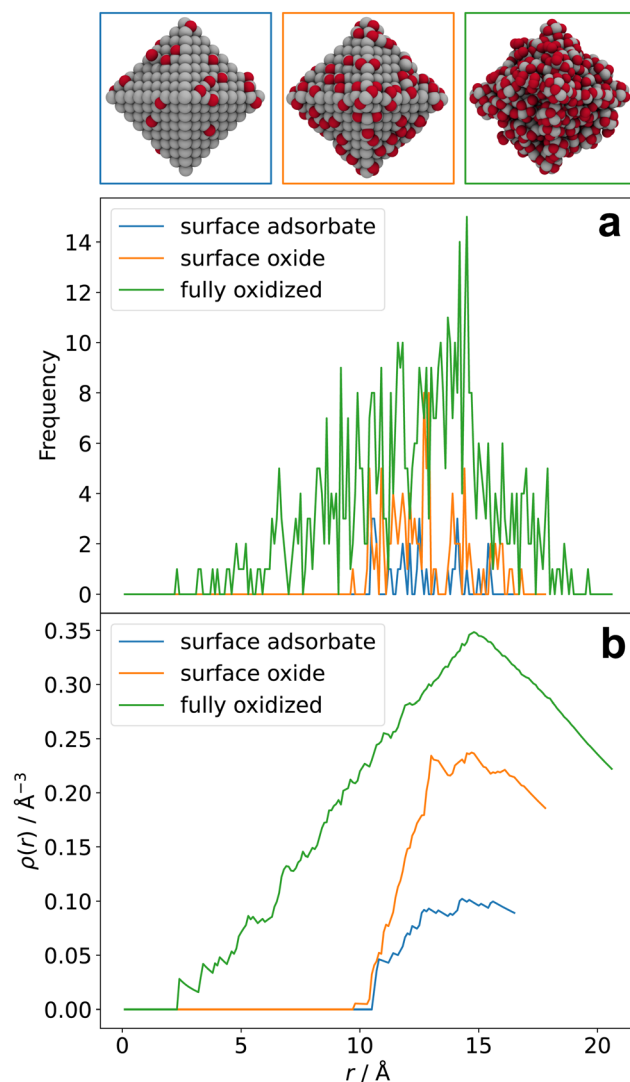 a
surface adsorbate
surface oxide
fully oxidized
14
12
10
8
6
4
2
0
Frequency
b
surface adsorbate
surface oxide
fully oxidized
0.35
0.30
0.25
0.20
0.15
0.10
0.05
0.00
ρ(r) / Å⁻³
0 5 10 15 20
r / Å